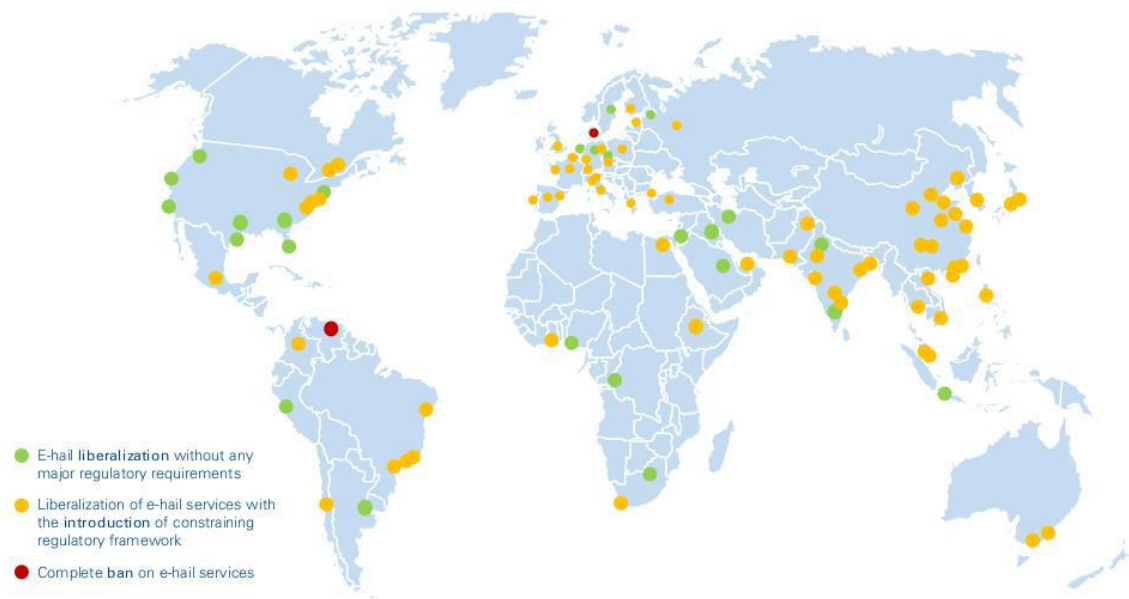 E-hail liberalization without any
major regulatory requirements
Liberalization of e-hail services with
the introduction of constraining
regulatory framework
Complete ban on e-hail services